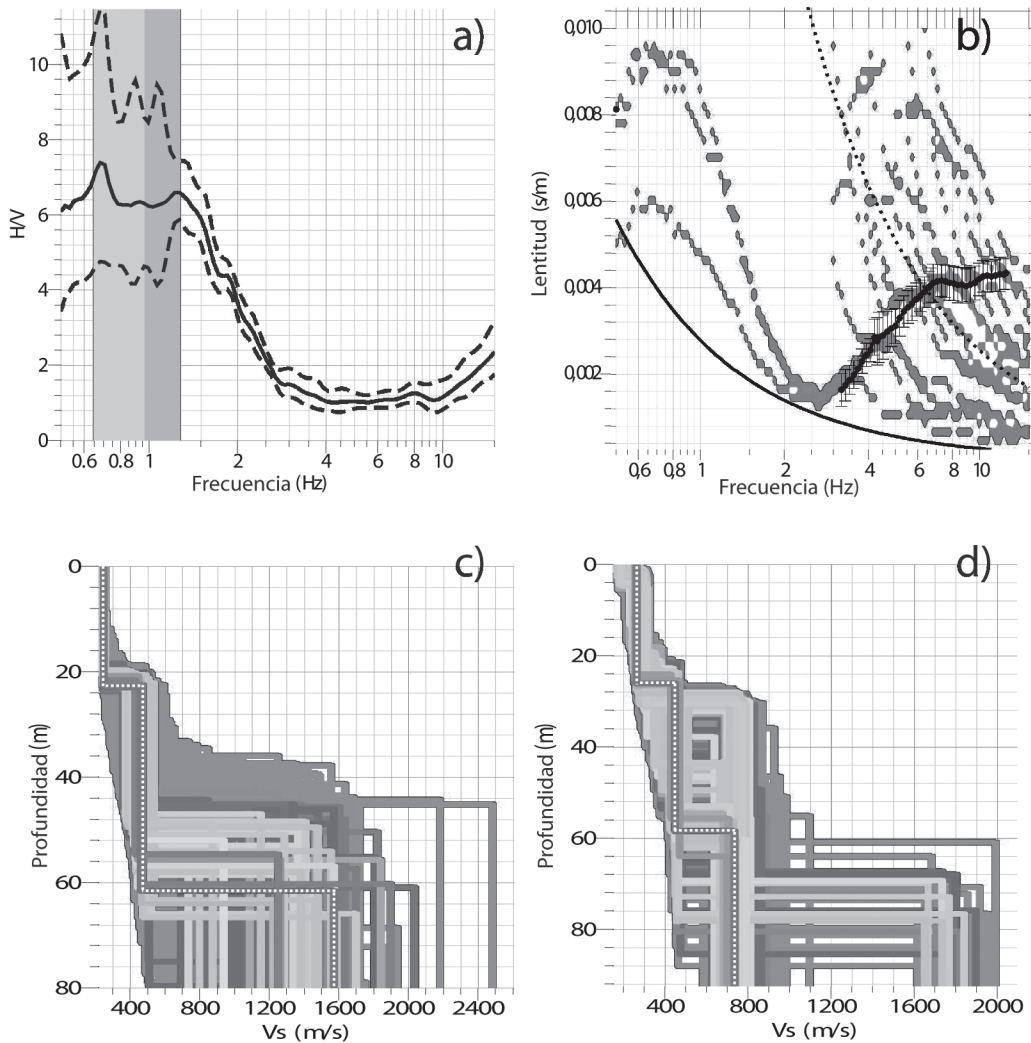 a)
10
8
6
4
2
0
H/V
0.6 0.8 1 2 4 6 8 10
Frecuencia (Hz)
b)
0,010
0,008
0,006
0,004
0,002
Lentitud (s/m)
0,6 0,8 1 2 4 6 8 10
Frecuencia (Hz)
c)
0
20
40
60
80
Profundidad (m)
400 800 1200 1600 2000 2400
Vs (m/s)
d)
0
20
40
60
80
Profundidad (m)
400 800 1200 1600 2000
Vs (m/s)